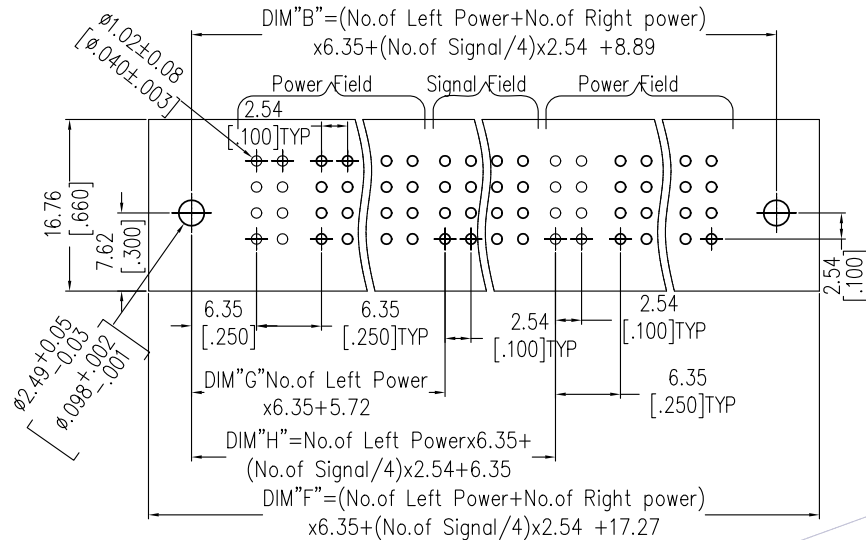 DIM"B"=(No.of Left Power+No.of Right power)
x6.35+(No.of Signal/4)x2.54 +8.89
ø1.02±0.08
[ø.040±.003]
Power Field
Signal Field
Power Field
2.54
[.100]TYP
16.76
[.660]
7.62
[.300]
2.54
[.100]
6.35
[.250]
6.35
[.250]TYP
2.54
[.100]TYP
2.54
[.100]TYP
6.35
[.250]TYP
ø2.49+0.05
-0.03
[ø.098+.002
-.001]
DIM"G"No.of Left Power
x6.35+5.72
DIM"H"=No.of Left Powerx6.35+
(No.of Signal/4)x2.54+6.35
DIM"F"=(No.of Left Power+No.of Right power)
x6.35+(No.of Signal/4)x2.54 +17.27